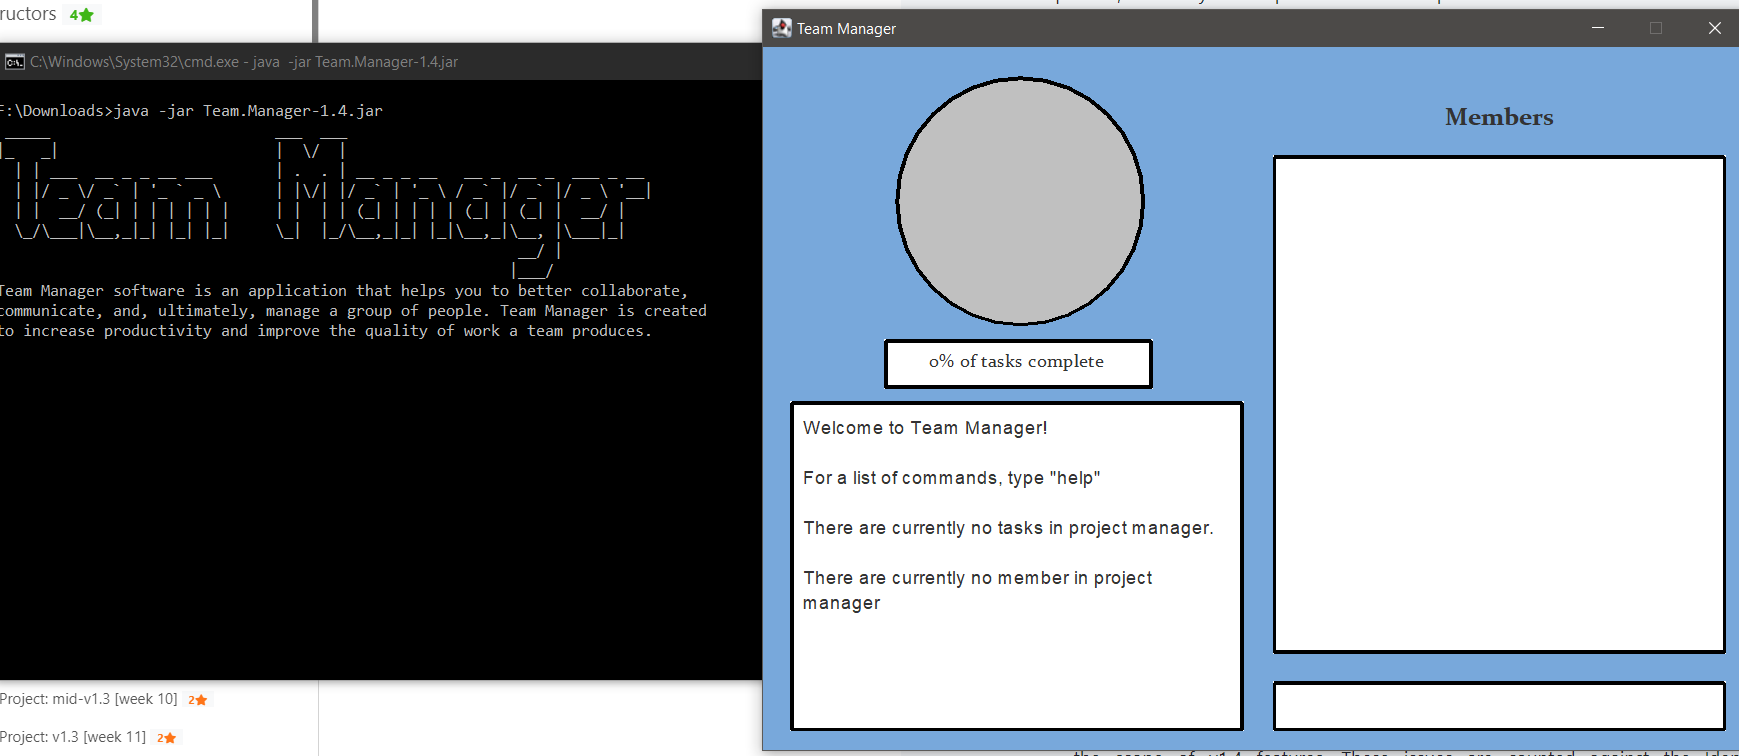 ructors 4
C:\Windows\System32\cmd.exe - java  -jar Team.Manager-1.4.jar
F:\Downloads>java -jar Team.Manager-1.4.jar
Team Manager
Team Manager software is an application that helps you to better collaborate,
communicate, and, ultimately, manage a group of people. Team Manager is created
to increase productivity and improve the quality of work a team produces.
Project: mid-v1.3 [week 10] 2
Project: v1.3 [week 11] 2
Team Manager
Members
0% of tasks complete
Welcome to Team Manager!
For a list of commands, type "help"
There are currently no tasks in project manager.
There are currently no member in project
manager